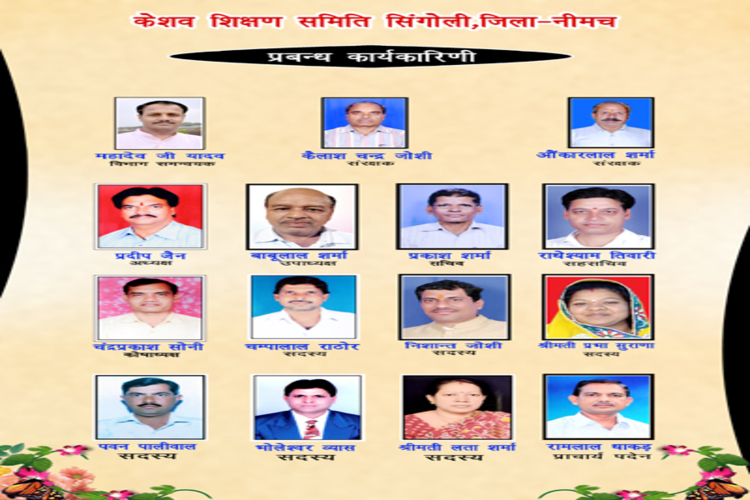 केशव शिक्षण समिति सिंगोली,जिला-नीमच
प्रबन्ध कार्यकारिणी
महादेव जी यादव
विभाग समन्वयक
कैलाश चन्द्र जोशी
संरक्षक
औंकारलाल शर्मा
संरक्षक
प्रदीप जैन
अध्यक्ष
बाबूलाल शर्मा
उपाध्यक्ष
प्रकाश शर्मा
सचिव
राधेश्याम तिवारी
सहसचिव
चंद्रप्रकाश सोनी
कोषाध्यक्ष
चम्पालाल राठोर
सदस्य
निशान्त जोशी
सदस्य
श्रीमती प्रभा सुराणा
सदस्य
पवन पालीवाल
सदस्य
भोलेश्वर व्यास
सदस्य
श्रीमती लता शर्मा
सदस्य
रामलाल धाकड़
प्राचार्य पदेन